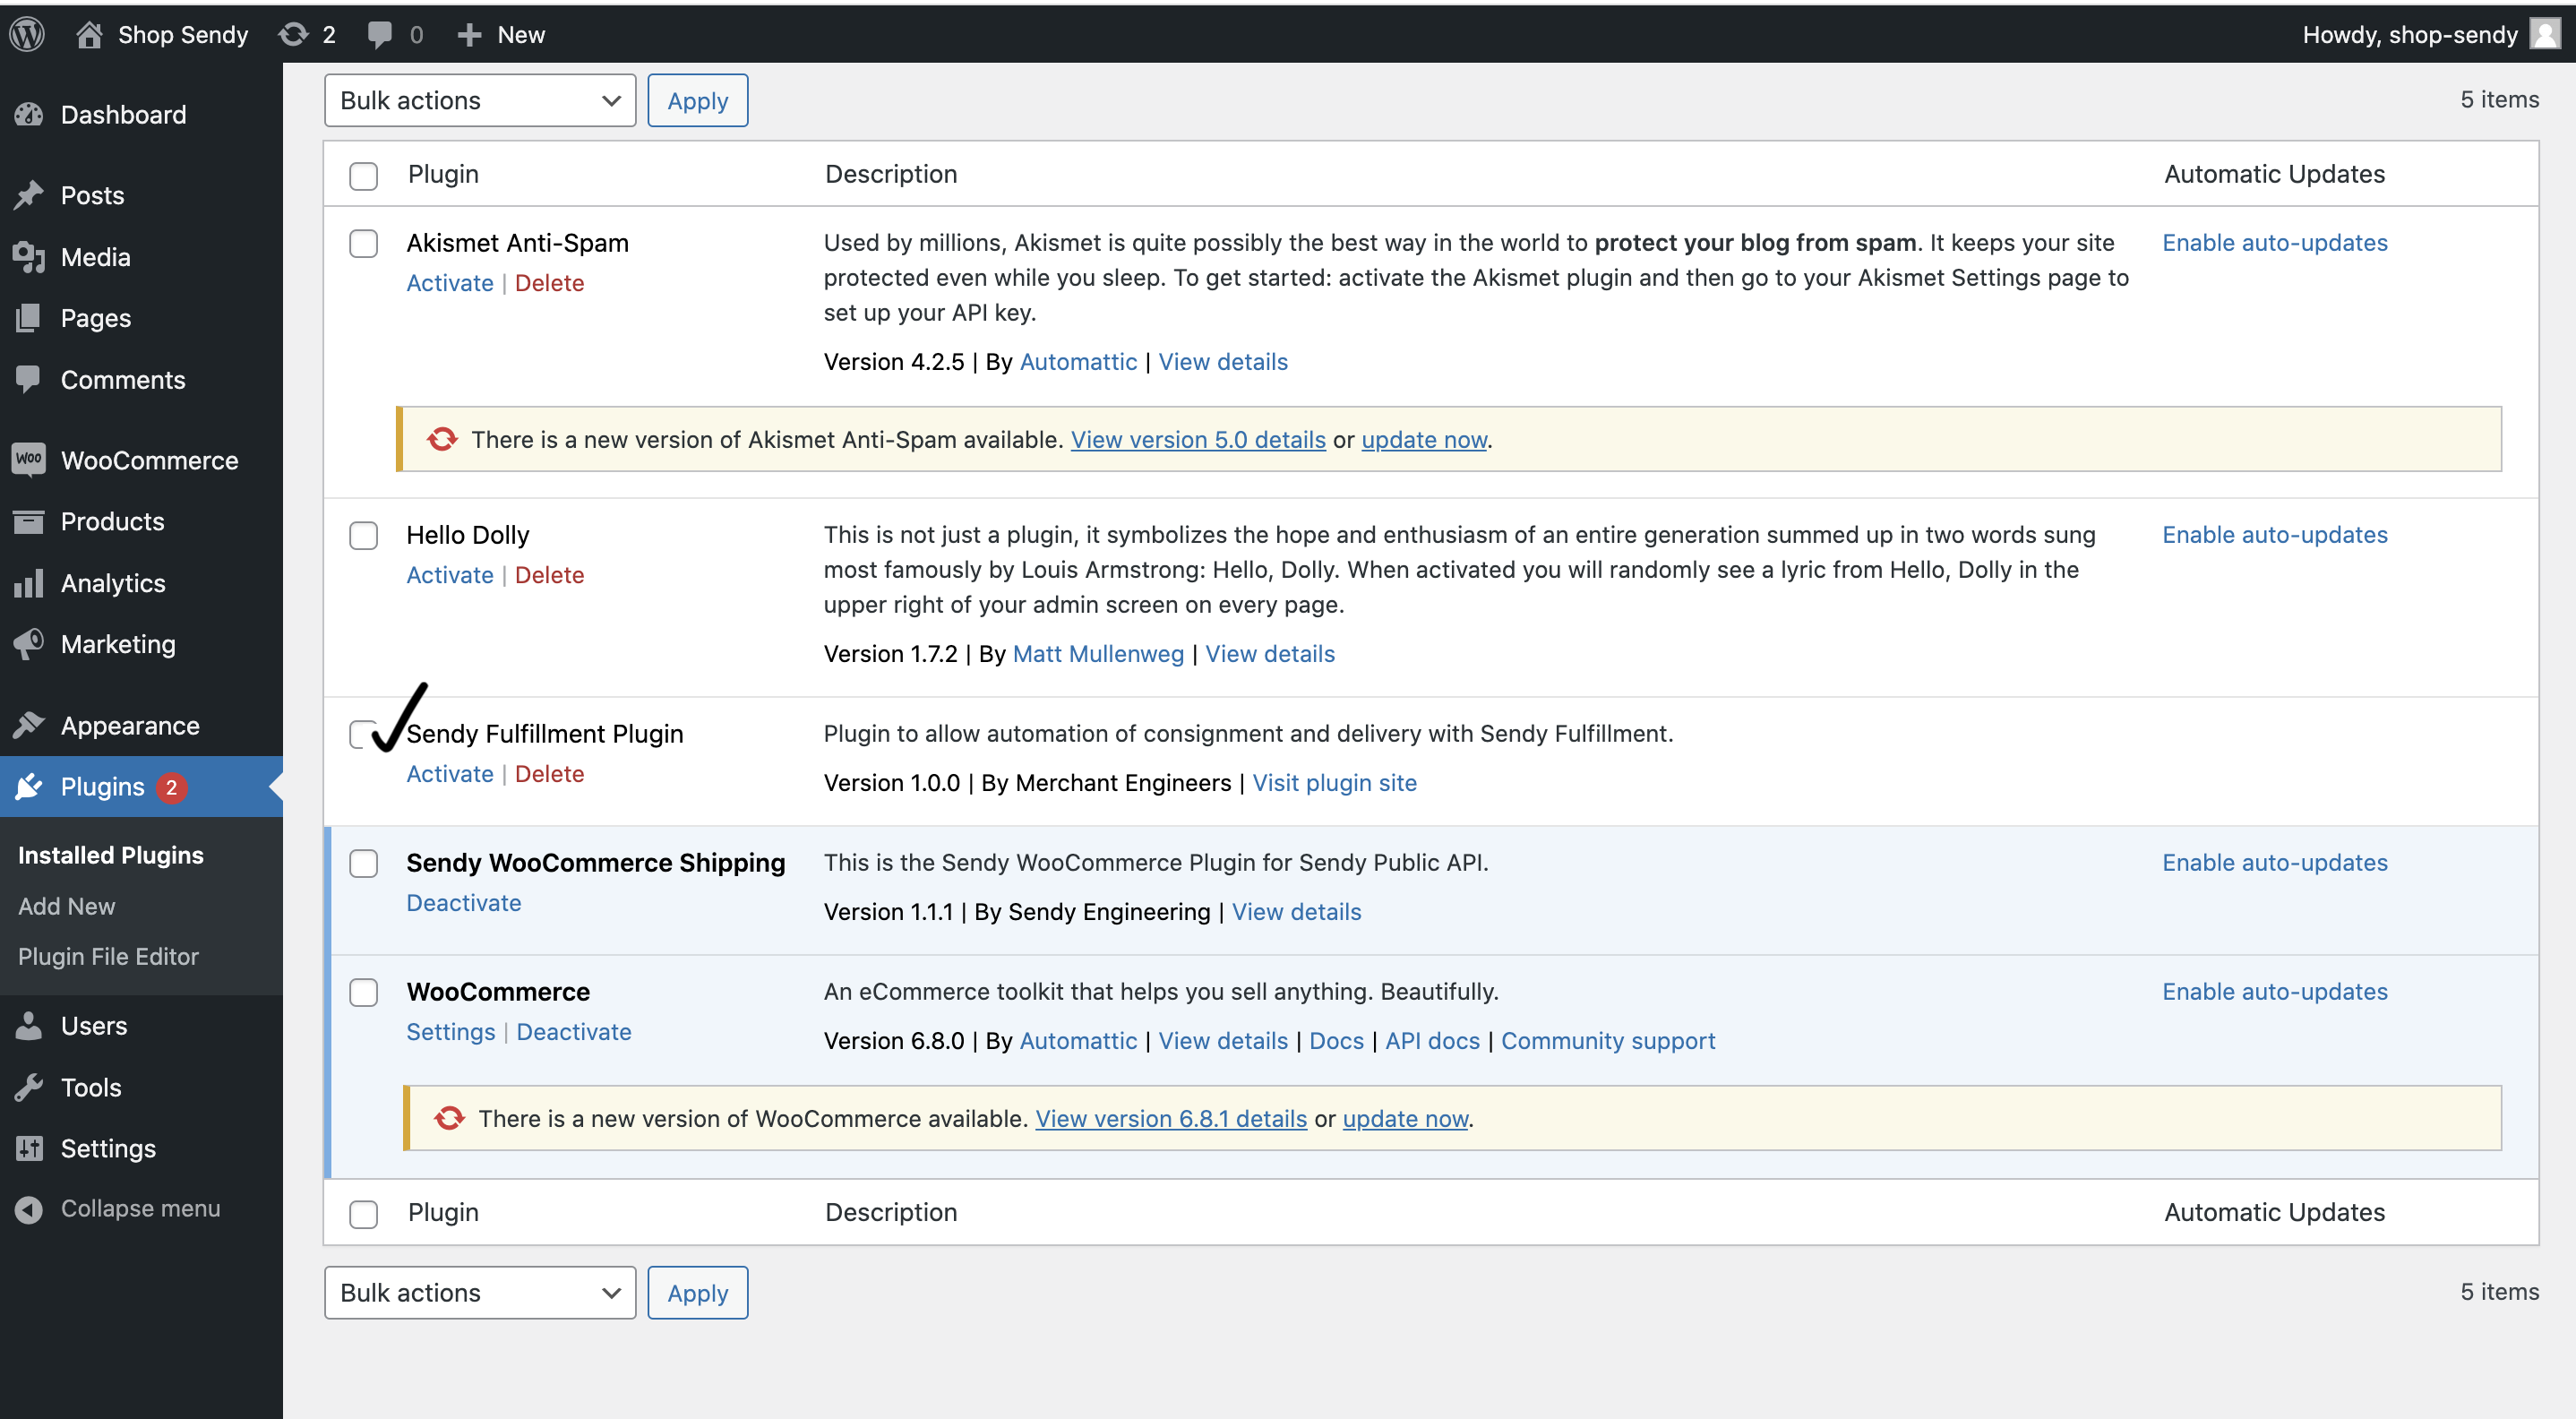 Shop Sendy 2 0 New Howdy, shop-sendy
Dashboard
Posts
Media
Pages
Comments
Woo WooCommerce
Products
Analytics
Marketing
Appearance
Plugins 2
Installed Plugins
Add New
Plugin File Editor
Users
Tools
Settings
Collapse menu
Bulk actions Apply 5 items
Plugin Description Automatic Updates
Akismet Anti-Spam
Activate | Delete
Used by millions, Akismet is quite possibly the best way in the world to protect your blog from spam. It keeps your site
protected even while you sleep. To get started: activate the Akismet plugin and then go to your Akismet Settings page to
set up your API key.
Version 4.2.5 | By Automattic | View details
Enable auto-updates
There is a new version of Akismet Anti-Spam available. View version 5.0 details or update now.
Hello Dolly
Activate | Delete
This is not just a plugin, it symbolizes the hope and enthusiasm of an entire generation summed up in two words sung
most famously by Louis Armstrong: Hello, Dolly. When activated you will randomly see a lyric from Hello, Dolly in the
upper right of your admin screen on every page.
Version 1.7.2 | By Matt Mullenweg | View details
Enable auto-updates
Sendy Fulfillment Plugin
Activate | Delete
Plugin to allow automation of consignment and delivery with Sendy Fulfillment.
Version 1.0.0 | By Merchant Engineers | Visit plugin site
Sendy WooCommerce Shipping
Deactivate
This is the Sendy WooCommerce Plugin for Sendy Public API.
Version 1.1.1 | By Sendy Engineering | View details
Enable auto-updates
WooCommerce
Settings | Deactivate
An eCommerce toolkit that helps you sell anything. Beautifully.
Version 6.8.0 | By Automattic | View details | Docs | API docs | Community support
Enable auto-updates
There is a new version of WooCommerce available. View version 6.8.1 details or update now.
Plugin Description Automatic Updates
Bulk actions Apply 5 items